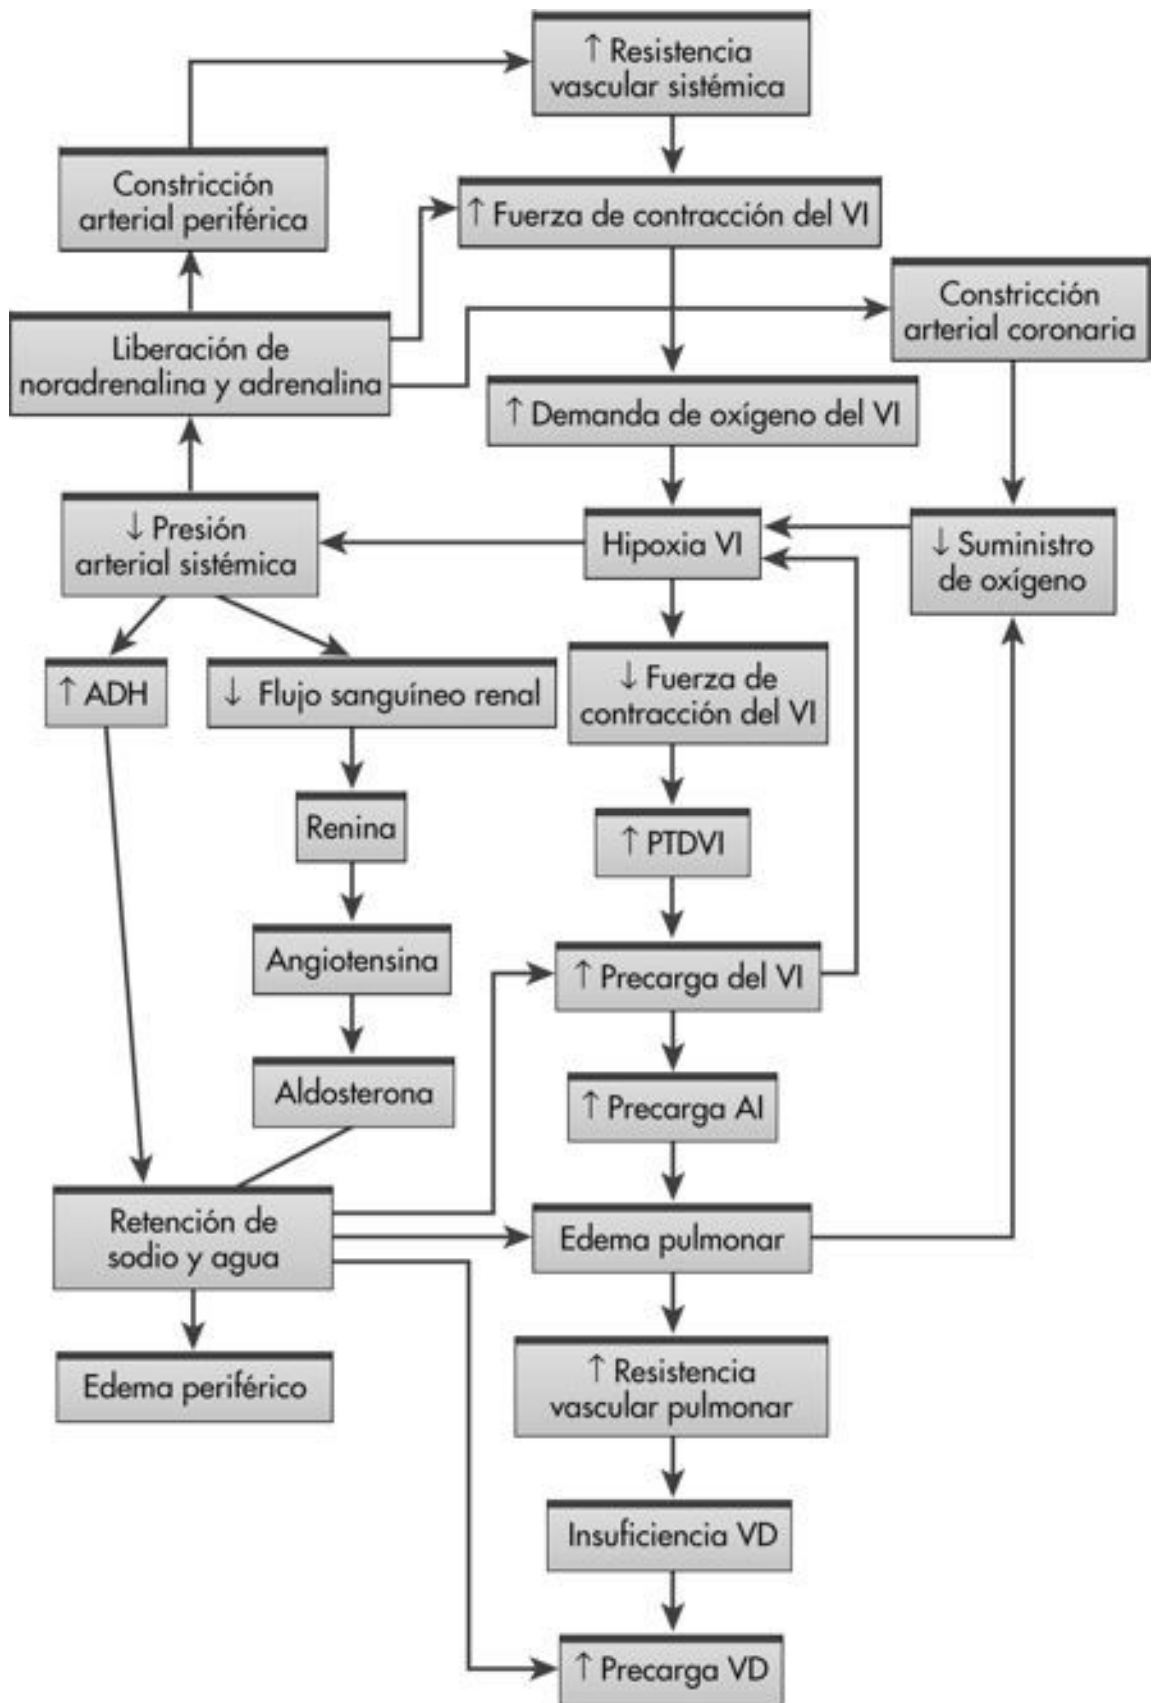 ↑ Resistencia
vascular sistémica
Constricción
arterial periférica
↑ Fuerza de contracción del VI
Constricción
arterial coronaria
Liberación de
noradrenalina y adrenalina
↑ Demanda de oxígeno del VI
↓ Presión
arterial sistémica
Hipoxia VI
↓ Suministro
de oxígeno
↑ ADH
↓ Flujo sanguíneo renal
↓ Fuerza de
contracción del VI
Renina
↑ PTDVI
Angiotensina
↑ Precarga del VI
Aldosterona
↑ Precarga AI
Retención de
sodio y agua
Edema pulmonar
Edema periférico
↑ Resistencia
vascular pulmonar
Insuficiencia VD
↑ Precarga VD